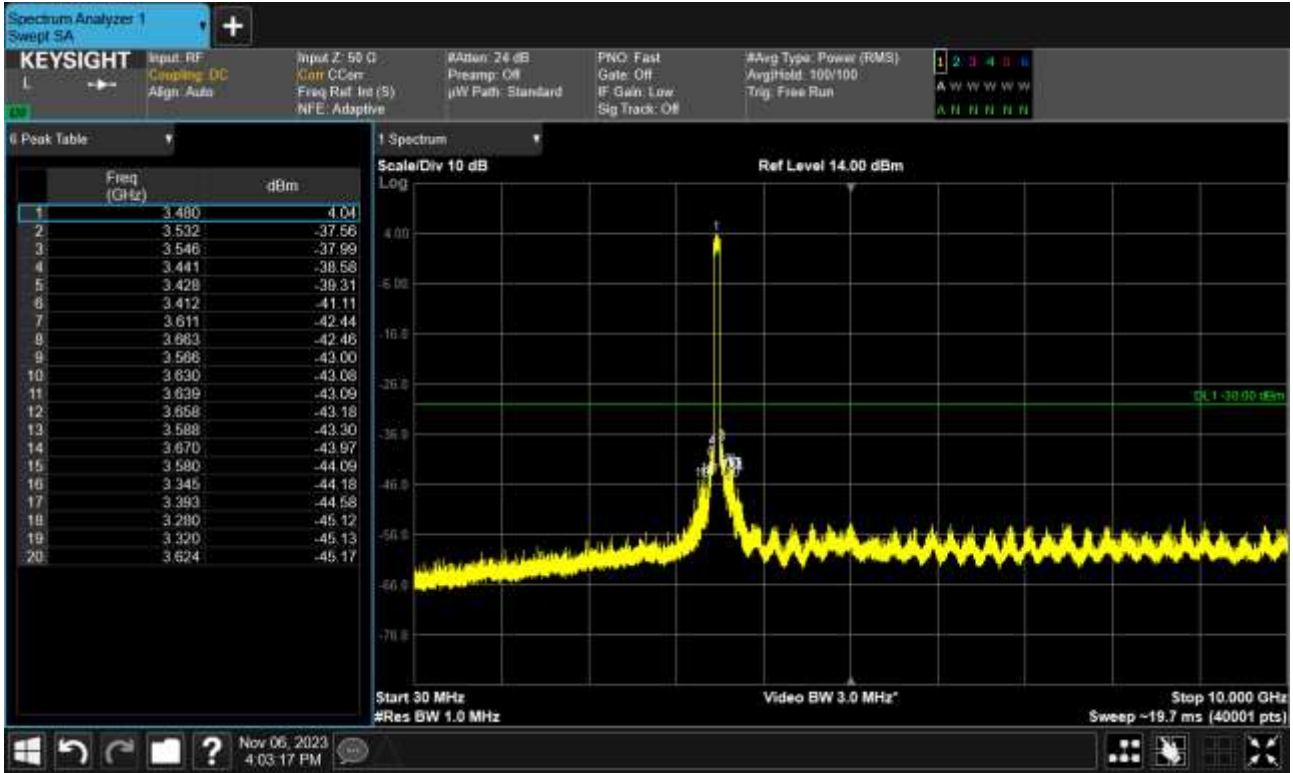 Spectrum Analyzer 1
Swept SA
+
KEYSIGHT
L
Input: RF
Coupling: DC
Align: Auto
Input Z: 50 Ω
Corr CCorr
Freq Ref: Int (S)
NFE: Adaptive
#Atten: 24 dB
Preamp: Off
µW Path: Standard
PNO: Fast
Gate: Off
IF Gain: Low
Sig Track: Off
#Avg Type: Power (RMS)
Avg|Hold: 100/100
Trig: Free Run
1 2 3 4 5 6
A W W W W W
A N N N N N
6 Peak Table
Freq (GHz) dBm
1 3.480 4.04
2 3.532 -37.56
3 3.546 -37.99
4 3.441 -38.58
5 3.428 -39.31
6 3.412 -41.11
7 3.611 -42.44
8 3.663 -42.46
9 3.566 -43.00
10 3.630 -43.08
11 3.639 -43.09
12 3.658 -43.18
13 3.588 -43.30
14 3.670 -43.97
15 3.580 -44.09
16 3.345 -44.18
17 3.393 -44.58
18 3.280 -45.12
19 3.320 -45.13
20 3.624 -45.17
1 Spectrum
Scale/Div 10 dB
Ref Level 14.00 dBm
Log
1
4.00
-6.00
-16.0
-26.0
DL1 -30.00 dBm
-36.0
-46.0
-56.0
-66.0
-76.0
Start 30 MHz
Video BW 3.0 MHz*
Stop 10.000 GHz
#Res BW 1.0 MHz
Sweep ~19.7 ms (40001 pts)
?
Nov 06, 2023
4:03:17 PM